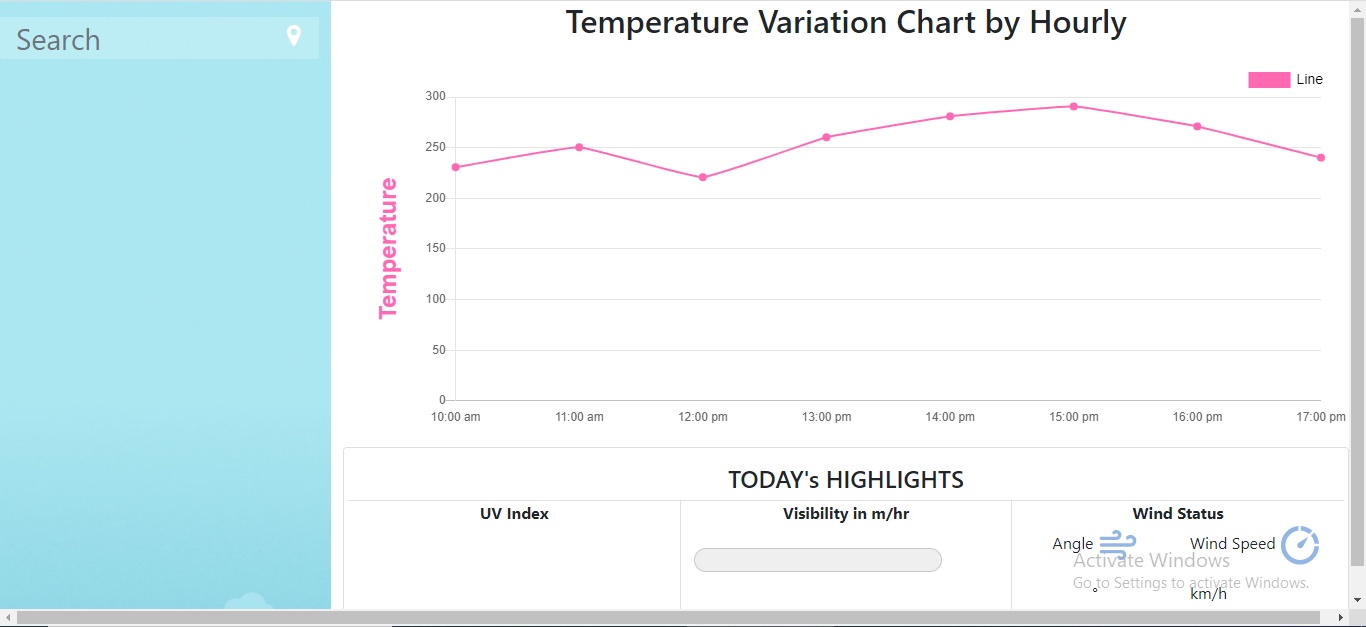 Search
Temperature Variation Chart by Hourly
Line
Temperature
300
250
200
150
100
50
0
10:00 am 11:00 am 12:00 pm 13:00 pm 14:00 pm 15:00 pm 16:00 pm 17:00 pm
TODAY's HIGHLIGHTS
UV Index Visibility in m/hr Wind Status
Angle Wind Speed
Activate Windows
Go to Settings to activate Windows.
° km/h